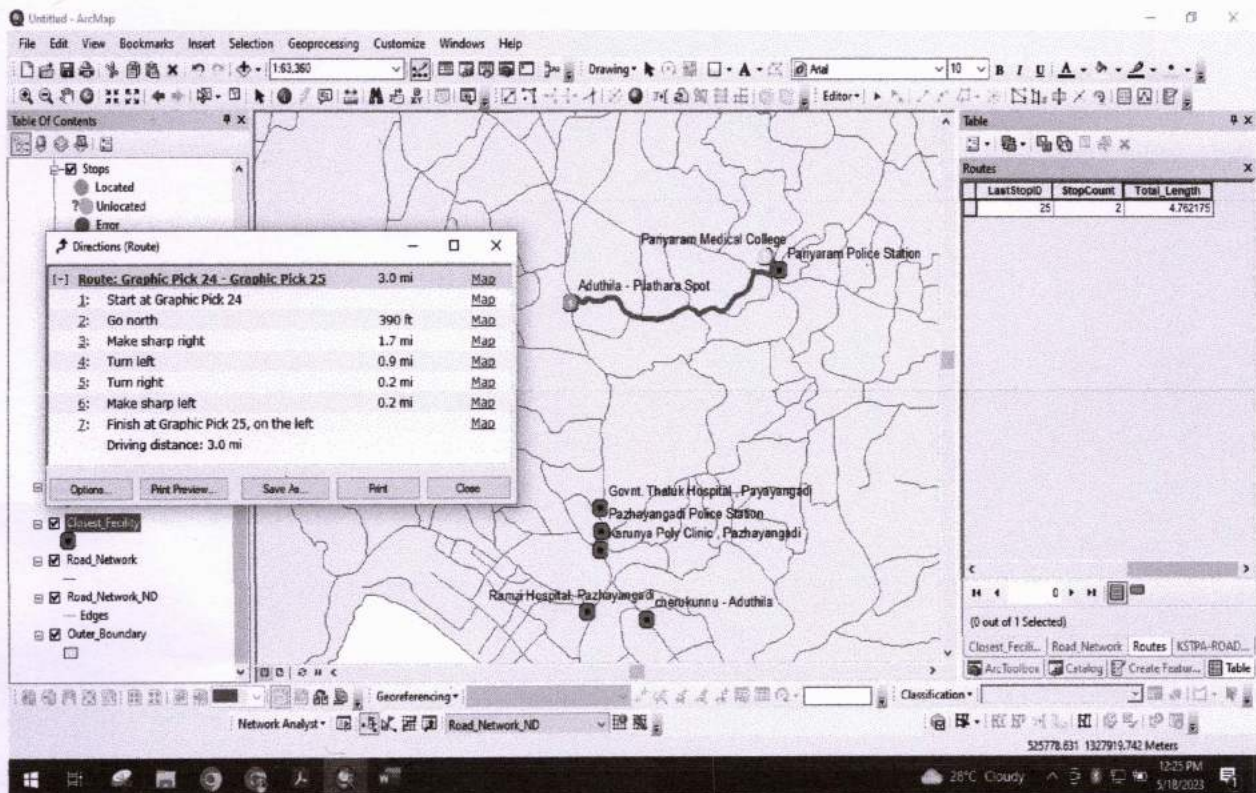 Untitled - ArcMap
File Edit View Bookmarks Insert Selection Geoprocessing Customize Windows Help
1:63,360
Drawing
Arial
10
B I U A
Editor
Table Of Contents
Stops
Located
Unlocated
Error
Directions (Route)
[-] Route: Graphic Pick 24 - Graphic Pick 25 3.0 mi Map
1: Start at Graphic Pick 24 Map
2: Go north 390 ft Map
3: Make sharp right 1.7 mi Map
4: Turn left 0.9 mi Map
5: Turn right 0.2 mi Map
6: Make sharp left 0.2 mi Map
7: Finish at Graphic Pick 25, on the left Map
Driving distance: 3.0 mi
Options... Print Preview... Save As... Print Close
Closest_Fecility
Road_Network
Road_Network_ND
Edges
Outer_Boundary
Pariyaram Medical College
Pariyaram Police Station
Aduthila - Pilathara Spot
Govnt. Thaluk Hospital , Payayangadi
Pazhayangadi Police Station
Karunya Poly Clinic , Pazhayangadi
Ramai Hospital, Pazhayangadi
cherukunnu - Aduthila
Table
Routes
LastStopID StopCount Total_Length
25 2 4.762175
0
(0 out of 1 Selected)
Closest_Fecili... Road_Network Routes KSTPA-ROAD...
ArcToolbox Catalog Create Featur... Table
Georeferencing
Classification
Network Analyst Road_Network_ND
525778.631 1327919.742 Meters
28°C Cloudy
12:25 PM
5/18/2023